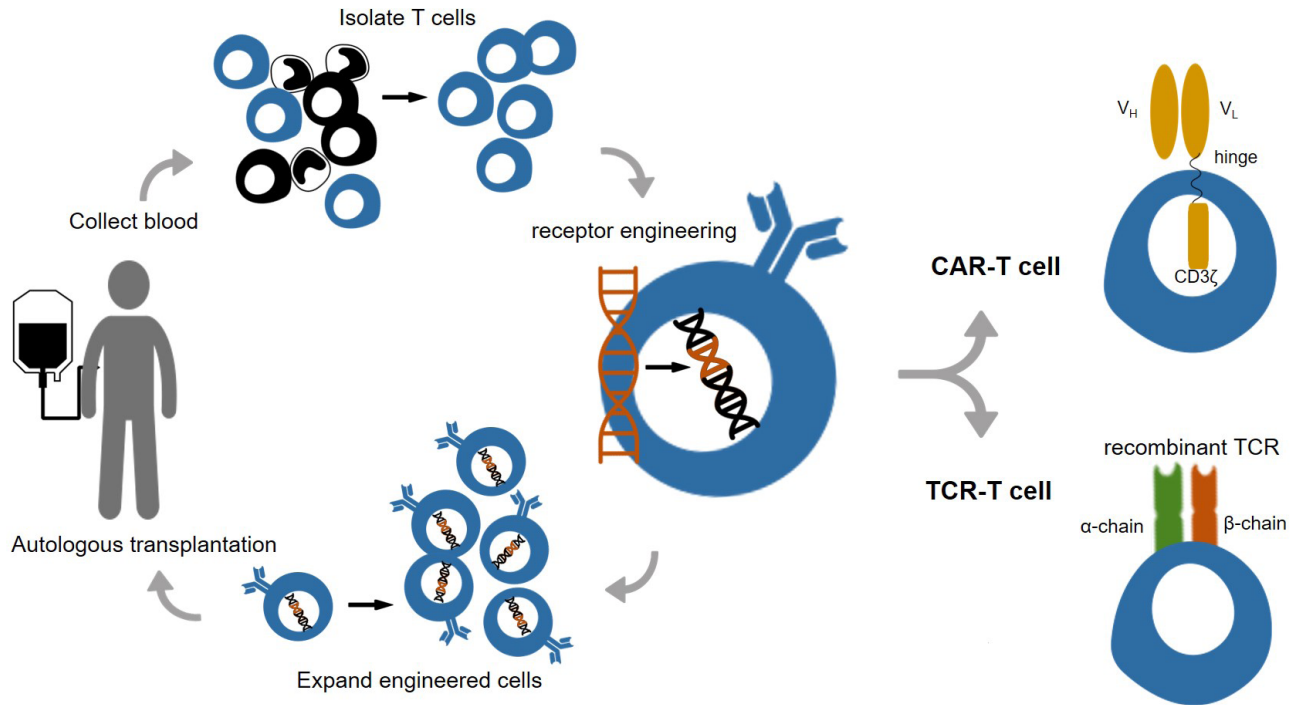 Isolate T cells
Collect blood
receptor engineering
Autologous transplantation
Expand engineered cells
CAR-T cell
V_H
V_L
hinge
CD3ζ
TCR-T cell
recombinant TCR
α-chain
β-chain